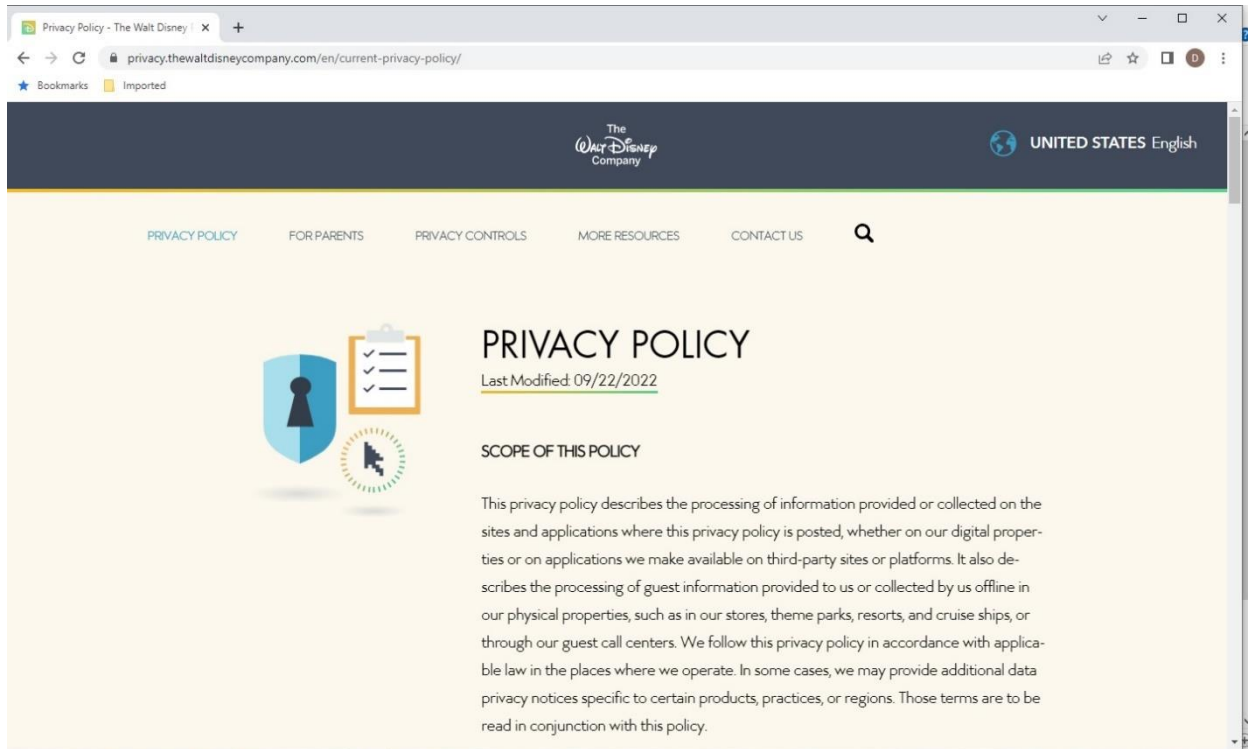 Privacy Policy - The Walt Disney
privacy.thewaltdisneycompany.com/en/current-privacy-policy/
D
Bookmarks Imported
The
WALT DISNEY
Company
UNITED STATES English
PRIVACY POLICY FOR PARENTS PRIVACY CONTROLS MORE RESOURCES CONTACT US
PRIVACY POLICY
Last Modified: 09/22/2022
SCOPE OF THIS POLICY
This privacy policy describes the processing of information provided or collected on the
sites and applications where this privacy policy is posted, whether on our digital proper-
ties or on applications we make available on third-party sites or platforms. It also de-
scribes the processing of guest information provided to us or collected by us offline in
our physical properties, such as in our stores, theme parks, resorts, and cruise ships, or
through our guest call centers. We follow this privacy policy in accordance with applica-
ble law in the places where we operate. In some cases, we may provide additional data
privacy notices specific to certain products, practices, or regions. Those terms are to be
read in conjunction with this policy.